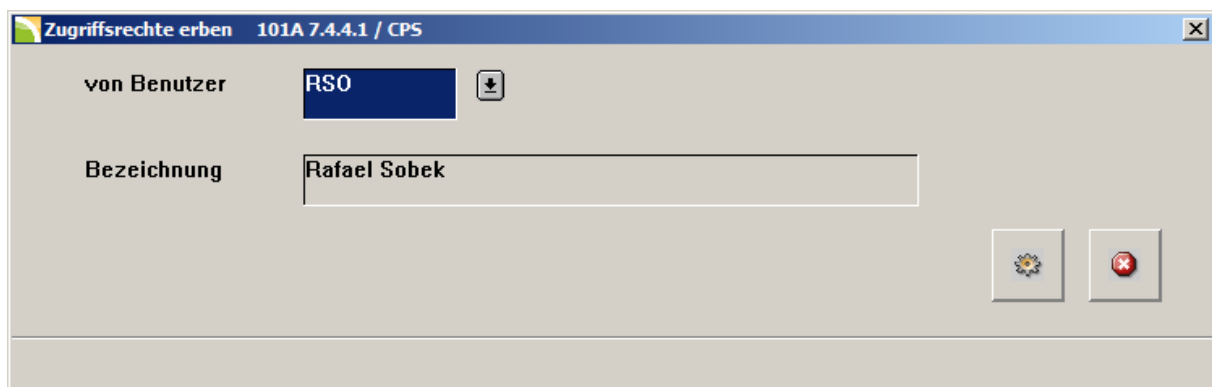 Zugriffsrechte erben 101A 7.4.4.1 / CPS
von Benutzer RSO
Bezeichnung Rafael Sobek